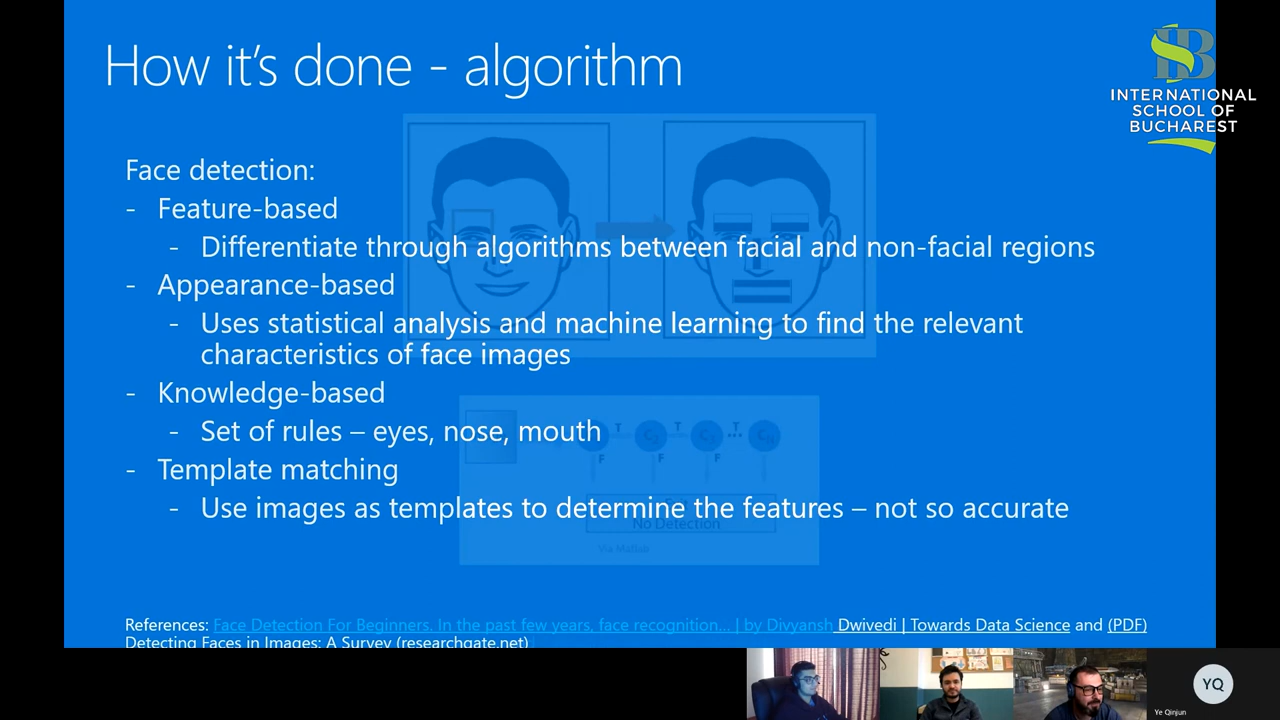 How it's done - algorithm
INTERNATIONAL
SCHOOL OF
BUCHAREST
Face detection:
- Feature-based
- Differentiate through algorithms between facial and non-facial regions
- Appearance-based
- Uses statistical analysis and machine learning to find the relevant
characteristics of face images
- Knowledge-based
- Set of rules – eyes, nose, mouth
- Template matching
- Use images as templates to determine the features – not so accurate
T T T
F F F
No Detection
Via Matlab
References: Face Detection For Beginners. In the past few years, face recognition... | by Divyansh Dwivedi | Towards Data Science and (PDF)
Detecting Faces in Images: A Survey (researchgate.net)
YQ
Ye Qinjun